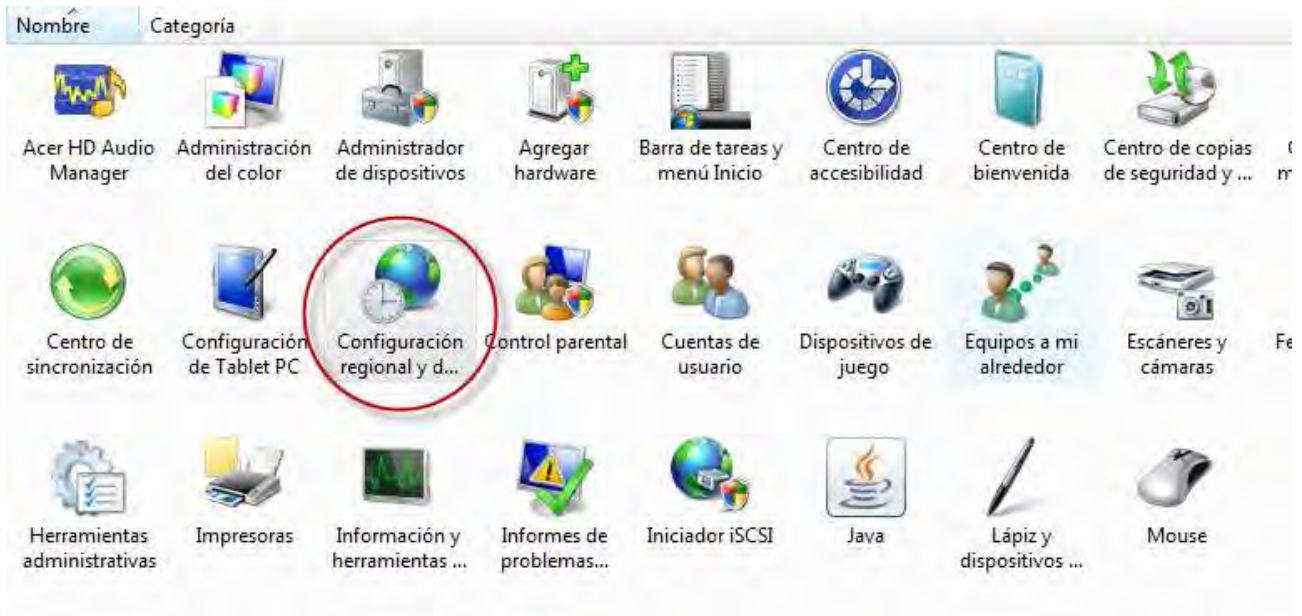 Nombre Categoría
Acer HD Audio Manager
Administración del color
Administrador de dispositivos
Agregar hardware
Barra de tareas y menú Inicio
Centro de accesibilidad
Centro de bienvenida
Centro de copias de seguridad y ...
Centro de sincronización
Configuración de Tablet PC
Configuración regional y d...
Control parental
Cuentas de usuario
Dispositivos de juego
Equipos a mi alrededor
Escáneres y cámaras
Herramientas administrativas
Impresoras
Información y herramientas ...
Informes de problemas...
Iniciador iSCSI
Java
Lápiz y dispositivos ...
Mouse